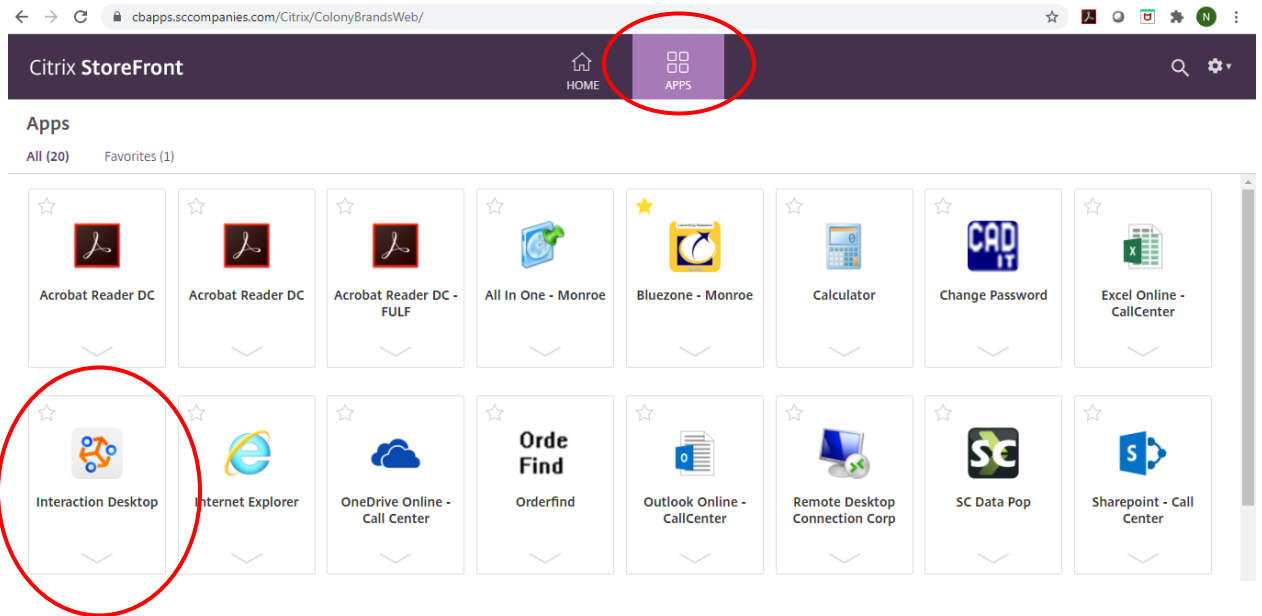 cbapps.sccompanies.com/Citrix/ColonyBrandsWeb/
N
Citrix StoreFront
HOME
APPS
Apps
All (20)
Favorites (1)
Acrobat Reader DC
Acrobat Reader DC
Acrobat Reader DC -
FULF
All In One - Monroe
Bluezone - Monroe
Calculator
CAD
IT
Change Password
X
Excel Online -
CallCenter
Interaction Desktop
Internet Explorer
OneDrive Online -
Call Center
Orde
Find
Orderfind
o
Outlook Online -
CallCenter
Remote Desktop
Connection Corp
SC
SC Data Pop
S
Sharepoint - Call
Center